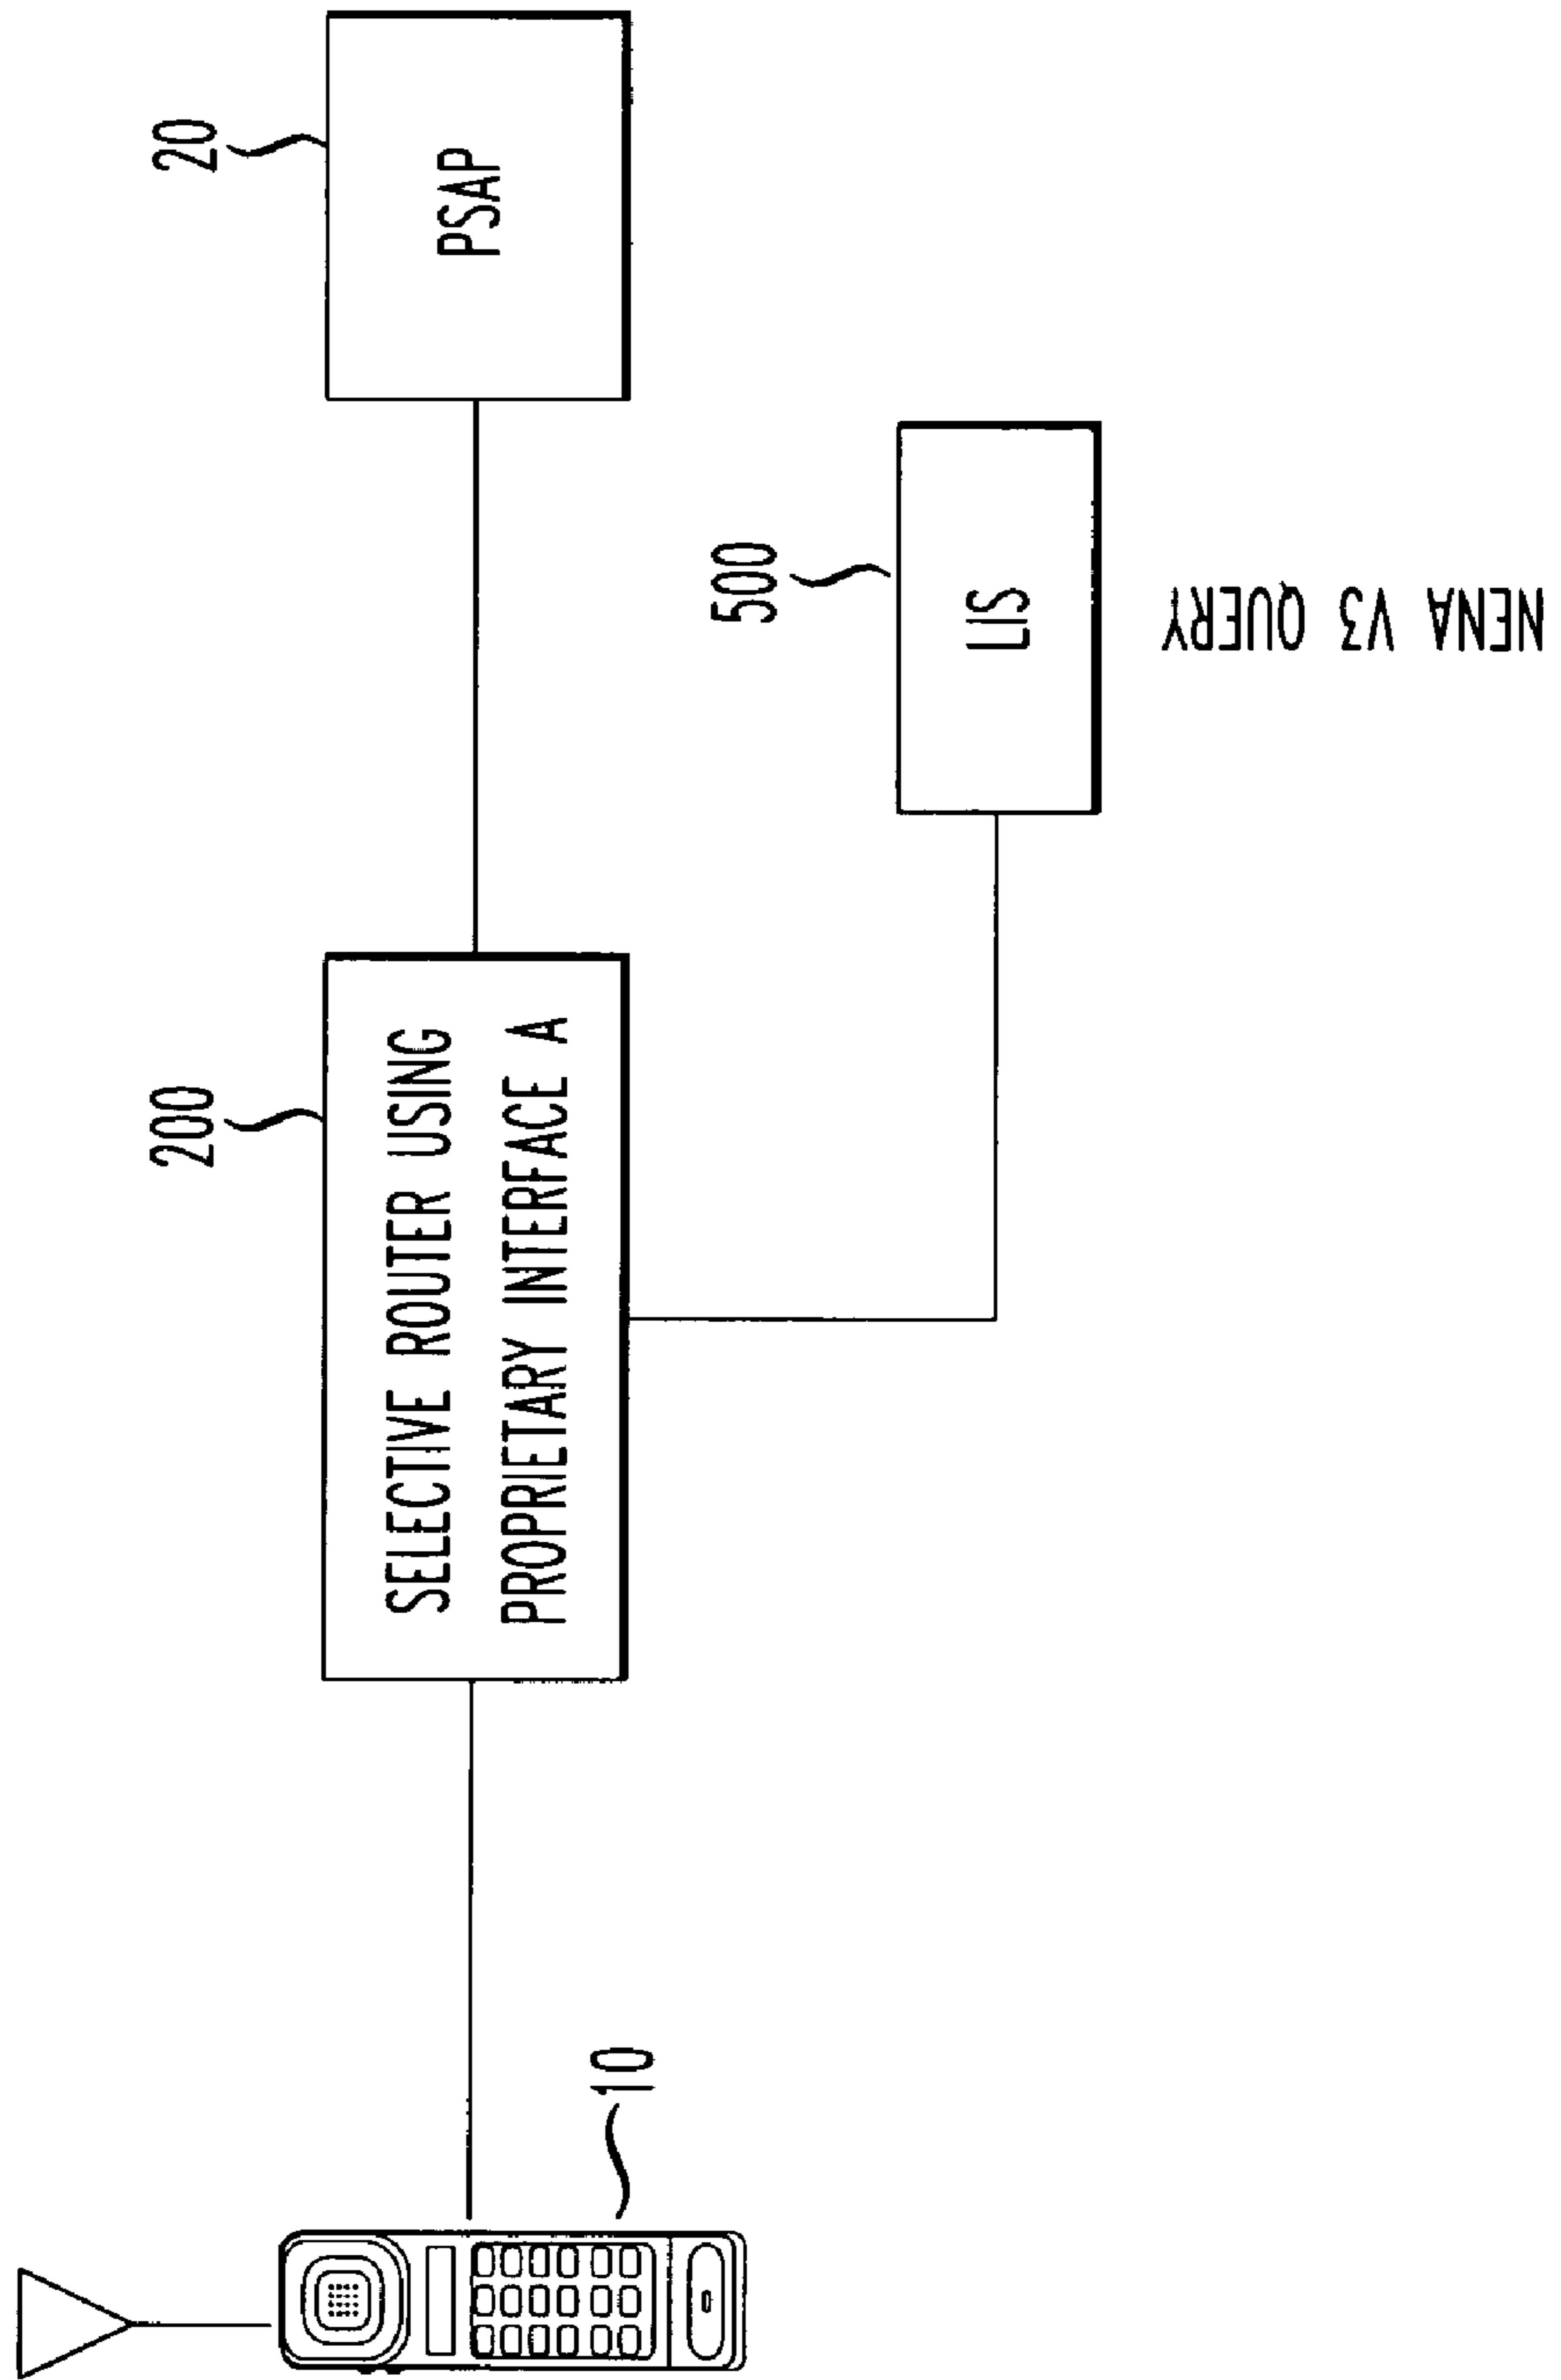 200
SELECTIVE ROUTER USING
PROPRIETARY INTERFACE A
20
PSAP
10
500
LIS
NENA V3 QUERY